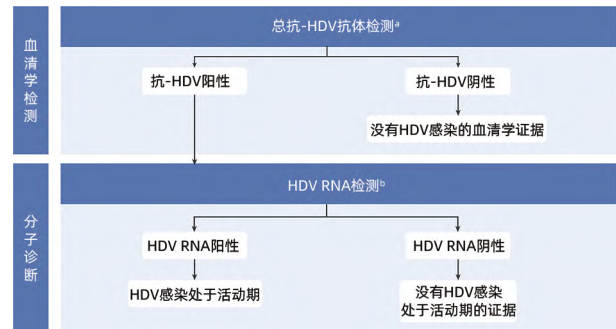 血清学检测
总抗-HDV抗体检测ᵃ
抗-HDV阳性
抗-HDV阴性
没有HDV感染的血清学证据
分子诊断
HDV RNA检测ᵇ
HDV RNA阳性
HDV RNA阴性
HDV感染处于活动期
没有HDV感染
处于活动期的证据